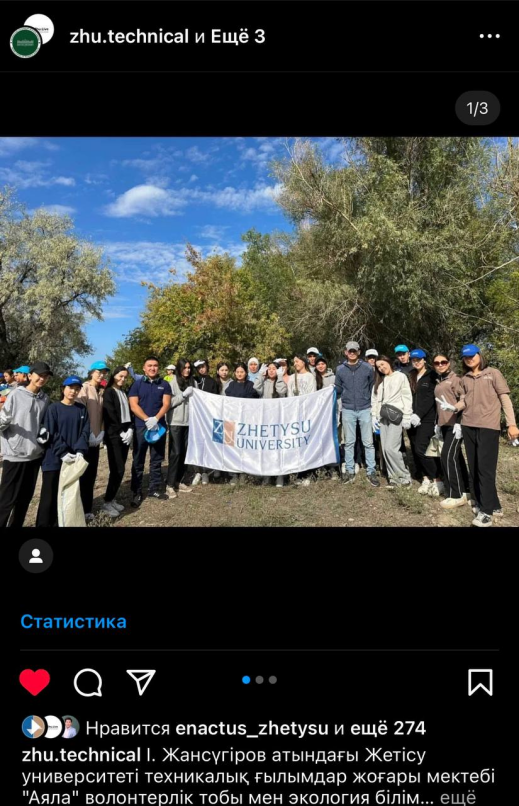 zhu.technical и Ещё 3
1/3
ZHETYSU
UNIVERSITY
Статистика
Нравится enactus_zhetysu и ещё 274
zhu.technical І. Жансүгіров атындағы Жетісу
университеті техникалық ғылымдар жоғары мектебі
"Аяла" волонтерлік тобы мен экология білім... ещё